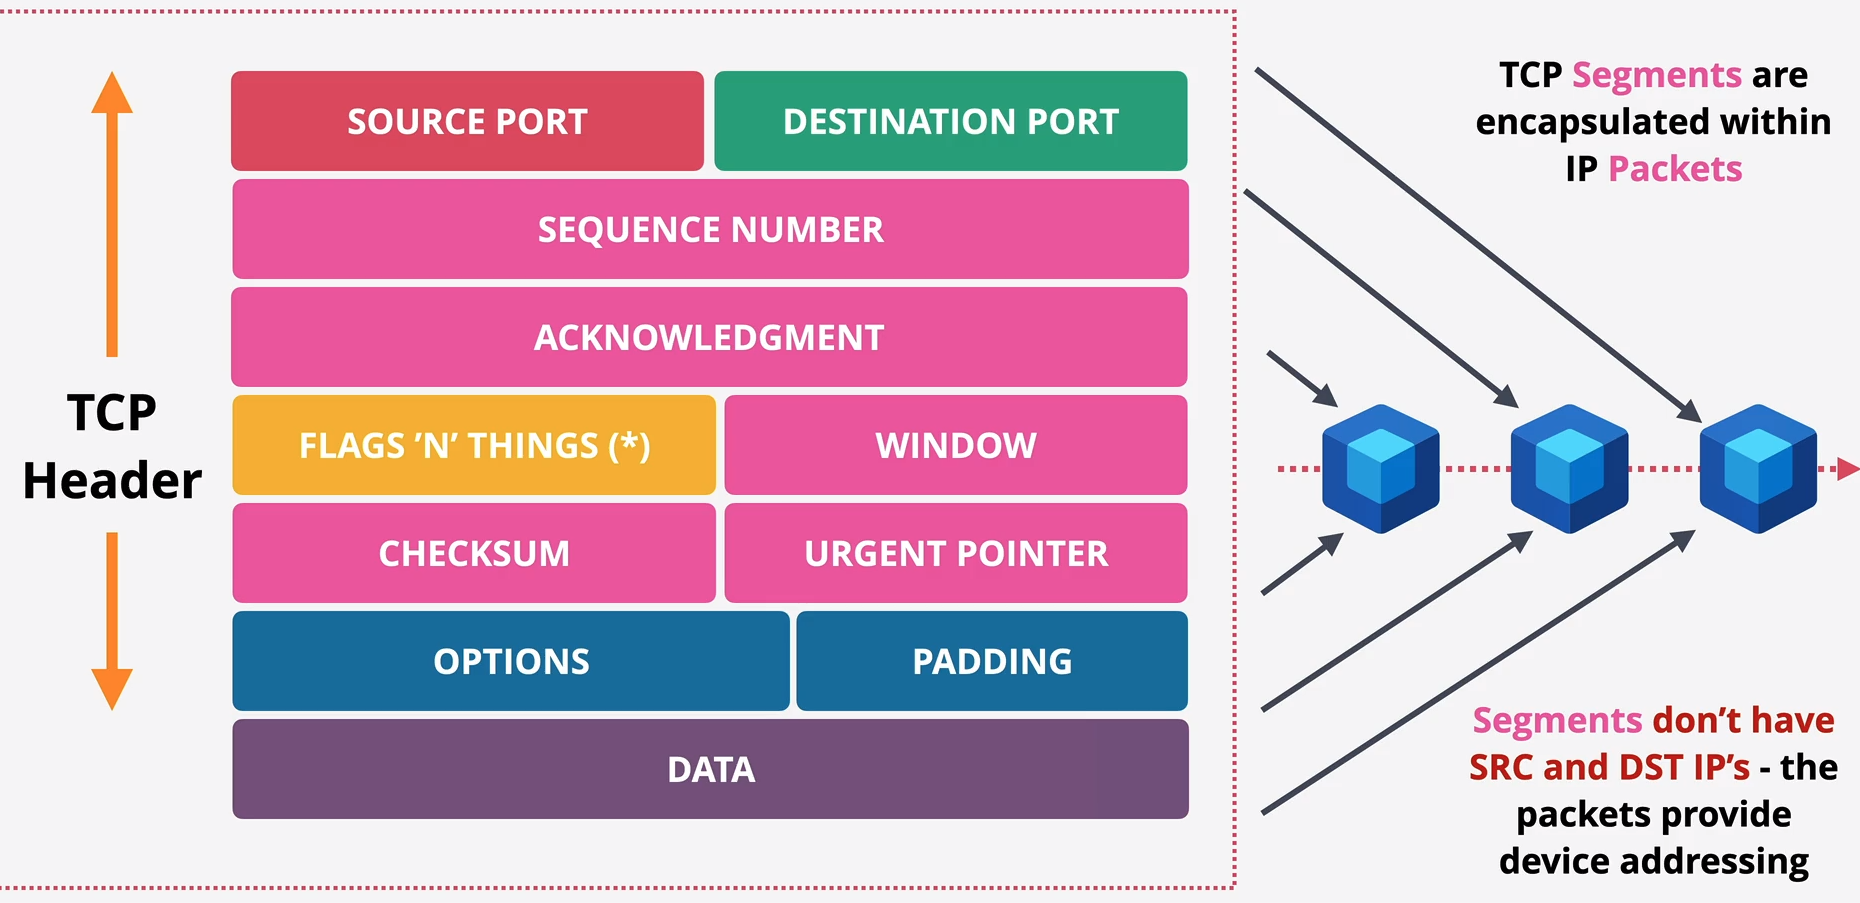 TCP Header
SOURCE PORT
DESTINATION PORT
SEQUENCE NUMBER
ACKNOWLEDGMENT
FLAGS ’N’ THINGS (*)
WINDOW
CHECKSUM
URGENT POINTER
OPTIONS
PADDING
DATA
TCP Segments are
encapsulated within
IP Packets
Segments don’t have
SRC and DST IP’s - the
packets provide
device addressing